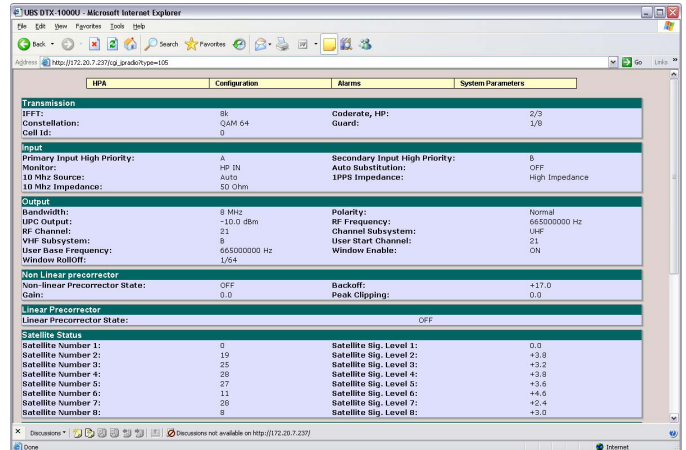 UBS DTX-1000U - Microsoft Internet Explorer
File Edit View Favorites Tools Help
Back Search Favorites
Address http://172.20.7.237/cgi_ipradio?type=105 Go Links »
HPA Configuration Alarms System Parameters
Transmission
IFFT: 8k Coderate, HP: 2/3
Constellation: QAM 64 Guard: 1/8
Cell Id: 0
Input
Primary Input High Priority: A Secondary Input High Priority: B
Monitor: HP IN Auto Substitution: OFF
10 Mhz Source: Auto 1PPS Impedance: High Impedance
10 Mhz Impedance: 50 Ohm
Output
Bandwidth: 8 MHz Polarity: Normal
UPC Output: -10.0 dBm RF Frequency: 665000000 Hz
RF Channel: 21 Channel Subsystem: UHF
VHF Subsystem: B User Start Channel: 21
User Base Frequency: 665000000 Hz Window Enable: ON
Window RollOff: 1/64
Non Linear precorrector
Non-linear Precorrector State: OFF Backoff: +17.0
Gain: 0.0 Peak Clipping: 0.0
Linear Precorrector
Linear Precorrector State: OFF
Satellite Status
Satellite Number 1: 0 Satellite Sig. Level 1: 0.0
Satellite Number 2: 19 Satellite Sig. Level 2: +3.8
Satellite Number 3: 25 Satellite Sig. Level 3: +3.2
Satellite Number 4: 28 Satellite Sig. Level 4: +3.8
Satellite Number 5: 27 Satellite Sig. Level 5: +3.6
Satellite Number 6: 11 Satellite Sig. Level 6: +4.6
Satellite Number 7: 28 Satellite Sig. Level 7: +2.4
Satellite Number 8: 8 Satellite Sig. Level 8: +3.0
Discussions Discussions not available on http://172.20.7.237/
Done Internet